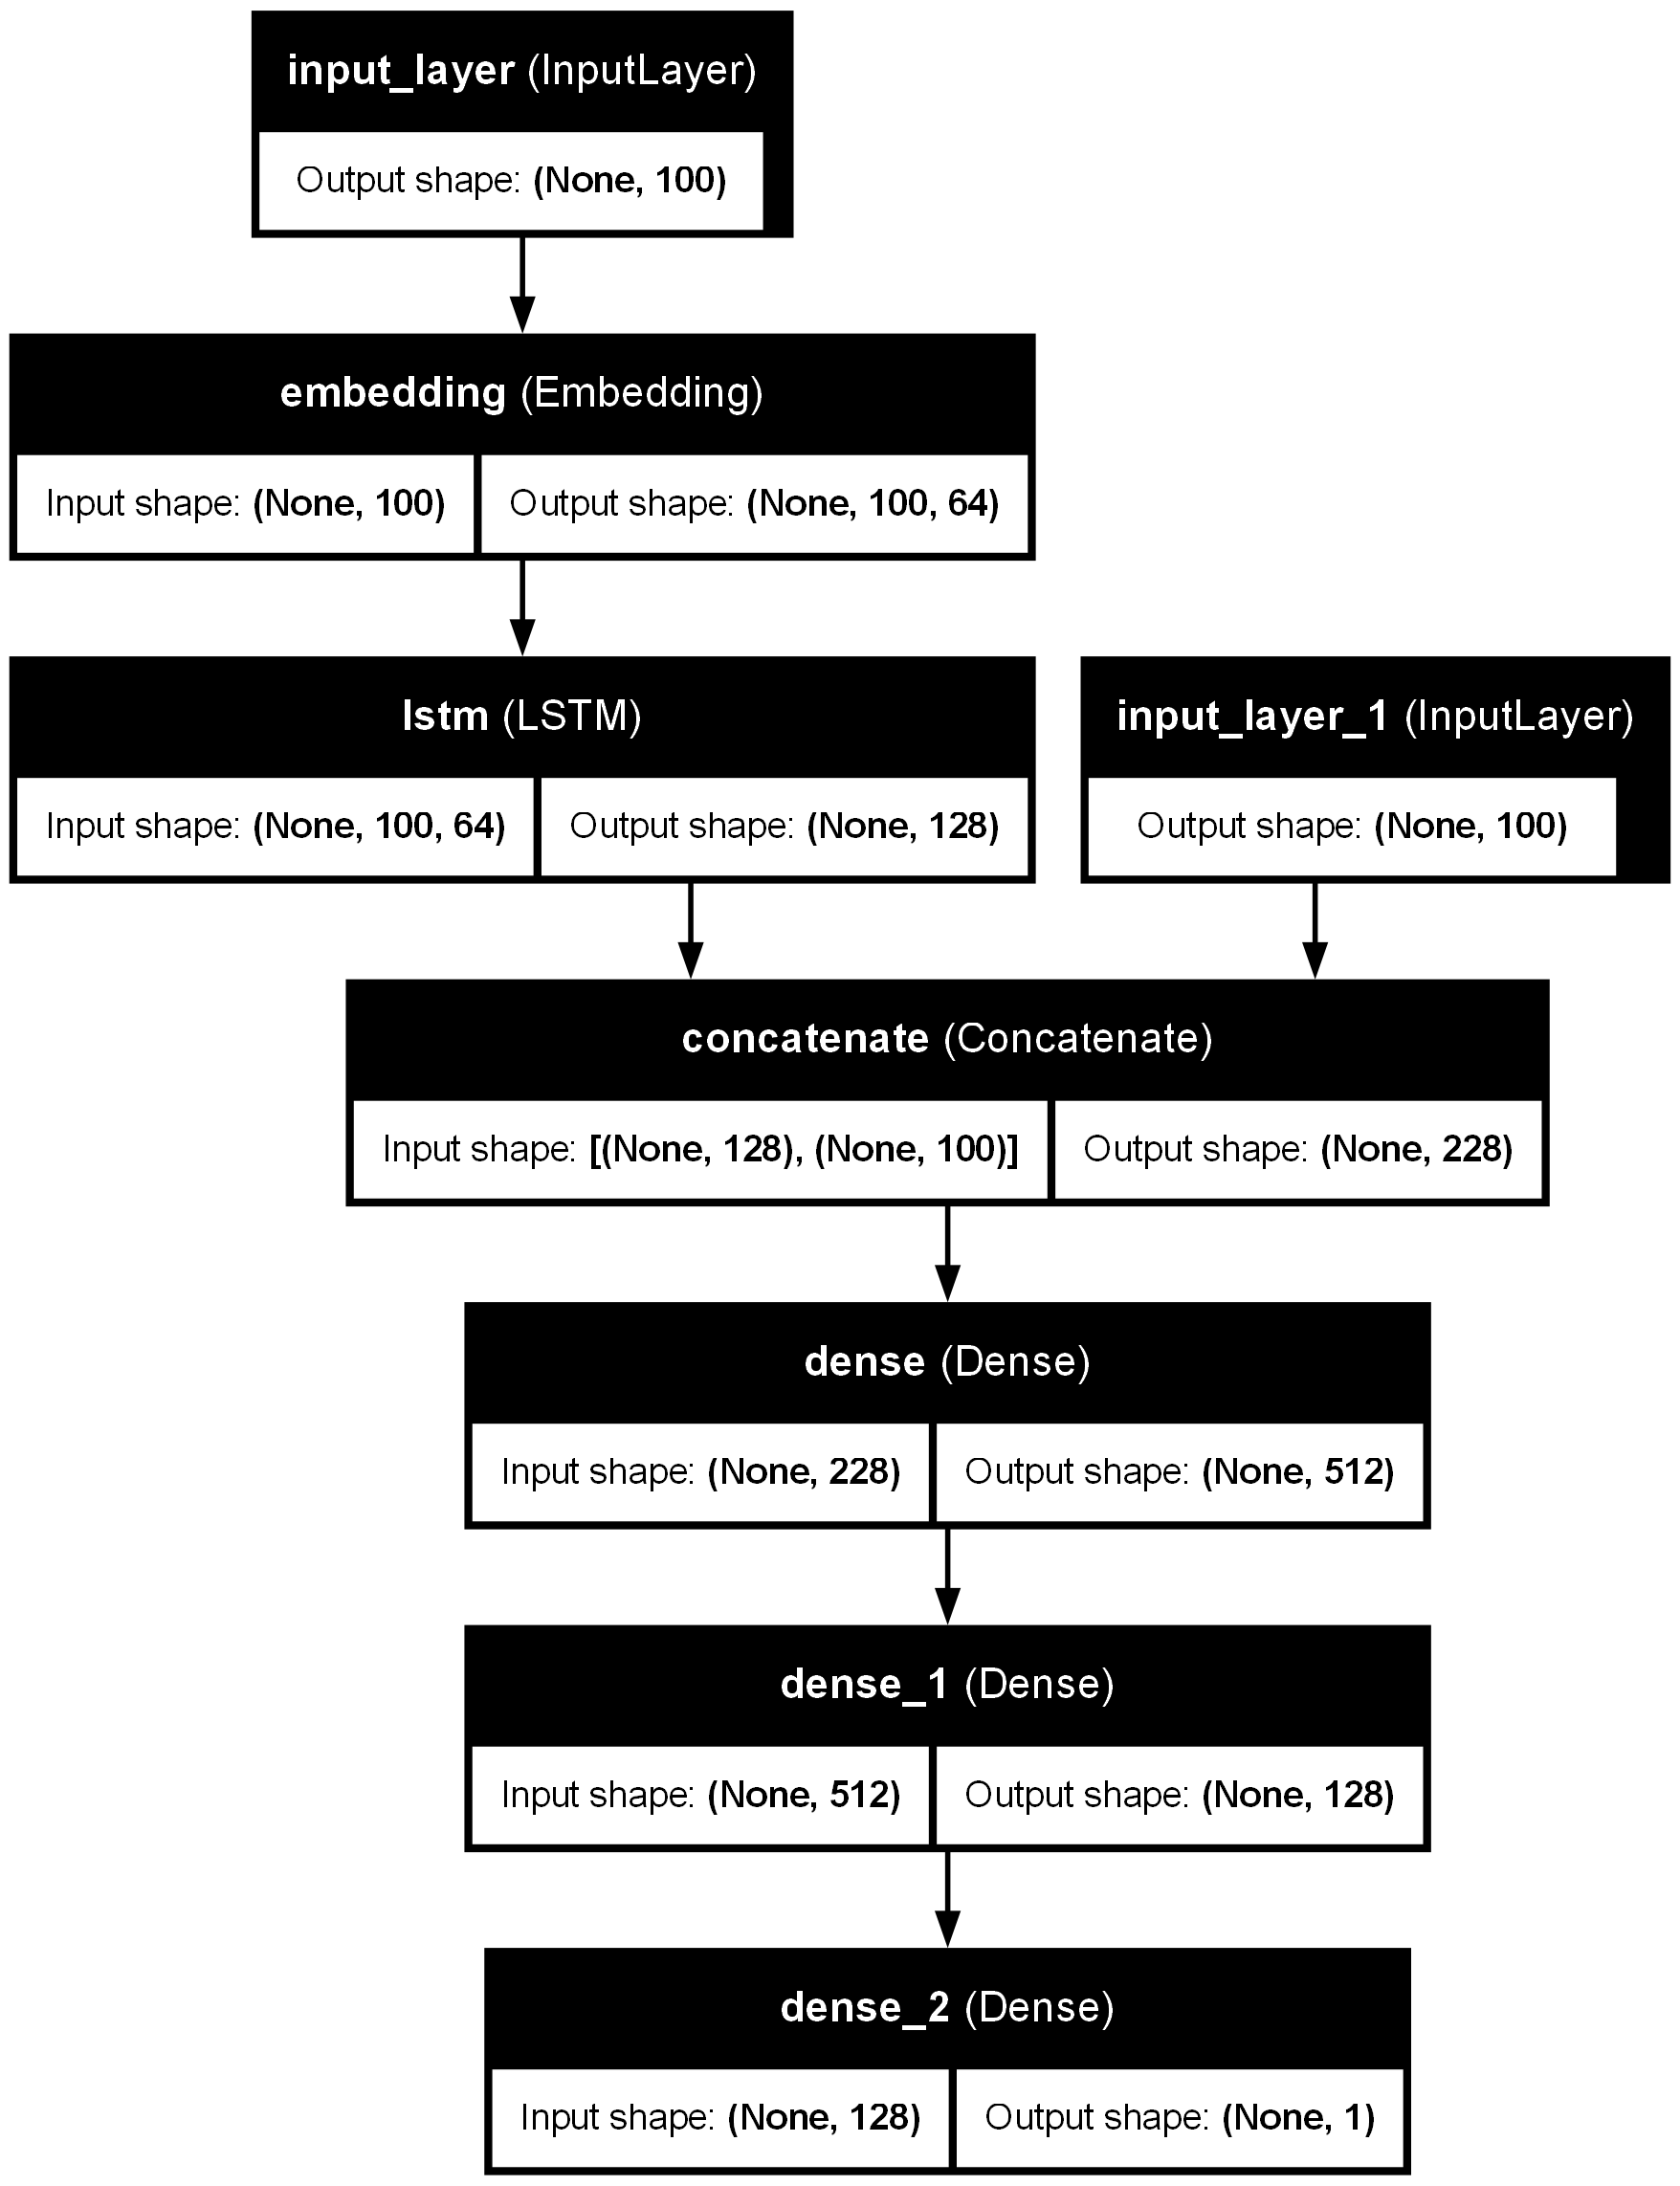 input_layer (InputLayer)
Output shape: (None, 100)
embedding (Embedding)
Input shape: (None, 100) Output shape: (None, 100, 64)
lstm (LSTM)
Input shape: (None, 100, 64) Output shape: (None, 128)
input_layer_1 (InputLayer)
Output shape: (None, 100)
concatenate (Concatenate)
Input shape: [(None, 128), (None, 100)] Output shape: (None, 228)
dense (Dense)
Input shape: (None, 228) Output shape: (None, 512)
dense_1 (Dense)
Input shape: (None, 512) Output shape: (None, 128)
dense_2 (Dense)
Input shape: (None, 128) Output shape: (None, 1)